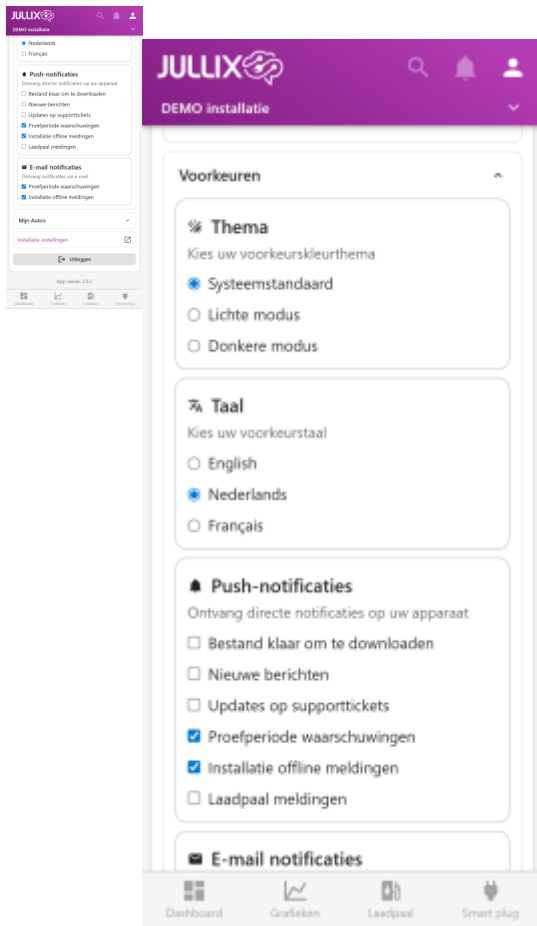 JULLIX
DEMO installatie
Nederlands
Français
Push-notificaties
Ontvang directe notificaties op uw apparaat
Bestand klaar om te downloaden
Nieuwe berichten
Updates op supporttickets
Proefperiode waarschuwingen
Installatie offline meldingen
Laadpaal meldingen
E-mail notificaties
Ontvang notificaties via e-mail
Proefperiode waarschuwingen
Installatie offline meldingen
Mijn Auto's
Installatie instellingen
Uitloggen
App versie: 2.0.2
Dashboard
Grafieken
Laadpaal
Smart plug
JULLIX
DEMO installatie
Voorkeuren
Thema
Kies uw voorkeurskleurthema
Systeemstandaard
Lichte modus
Donkere modus
Taal
Kies uw voorkeurstaal
English
Nederlands
Français
Push-notificaties
Ontvang directe notificaties op uw apparaat
Bestand klaar om te downloaden
Nieuwe berichten
Updates op supporttickets
Proefperiode waarschuwingen
Installatie offline meldingen
Laadpaal meldingen
E-mail notificaties
Dashboard
Grafieken
Laadpaal
Smart plug